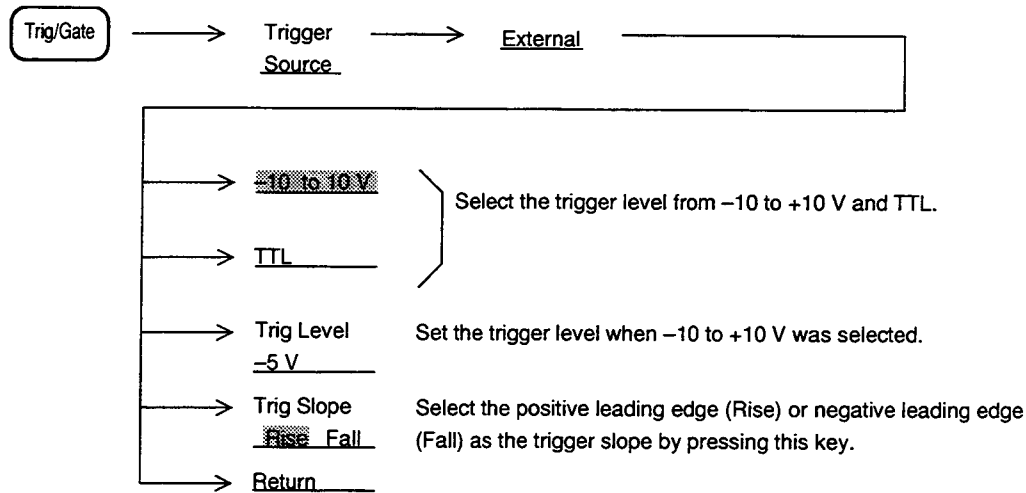 Trig/Gate
Trigger
Source
External
–10 to 10 V
TTL
Select the trigger level from –10 to +10 V and TTL.
Trig Level
–5 V
Set the trigger level when –10 to +10 V was selected.
Trig Slope
Rise Fall
Select the positive leading edge (Rise) or negative leading edge
(Fall) as the trigger slope by pressing this key.
Return